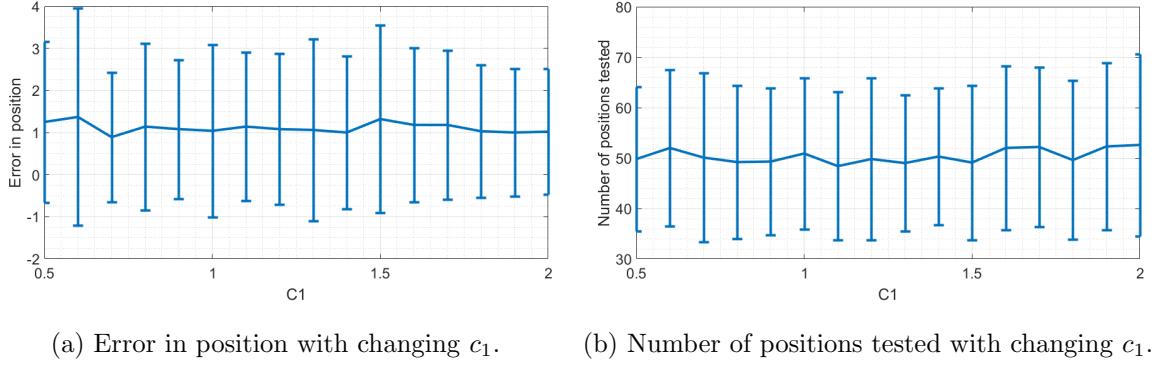 4
3
2
1
0
-1
-2
Error in position
0.5 1 1.5 2
C1
80
70
60
50
40
30
Number of positions tested
0.5 1 1.5 2
C1
(a) Error in position with changing c₁.
(b) Number of positions tested with changing c₁.